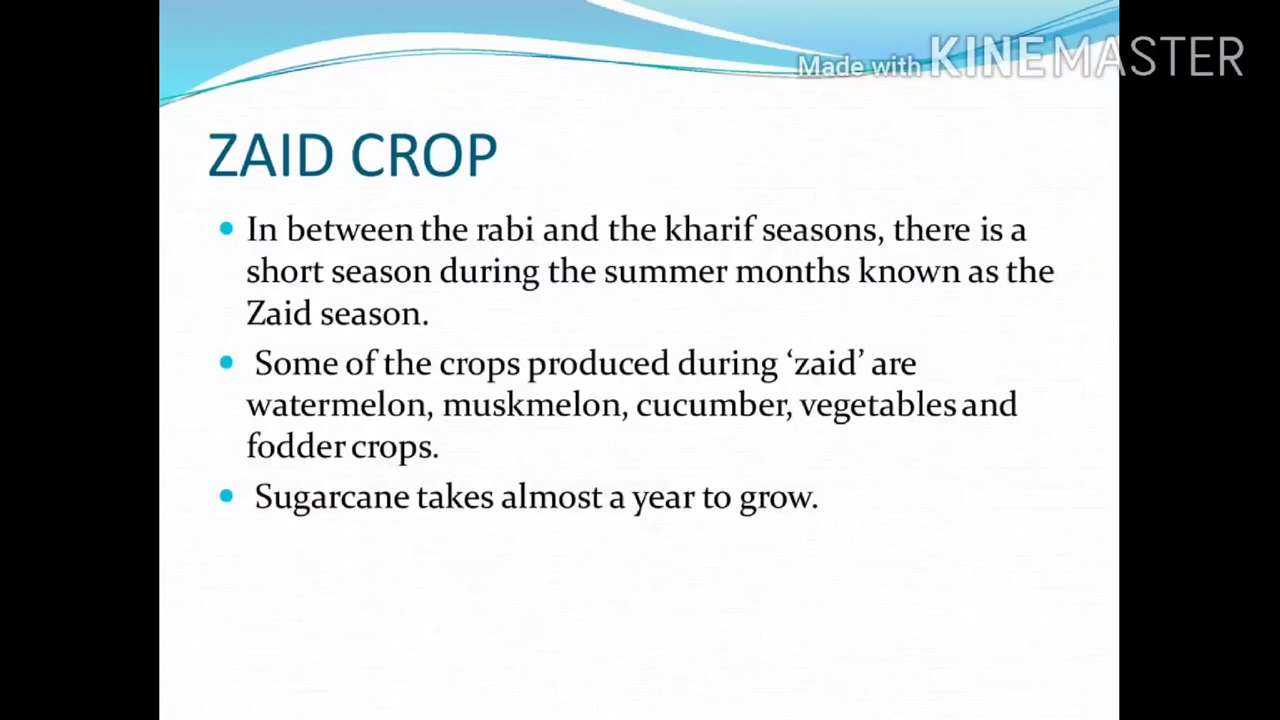 Made with KINEMASTER
ZAID CROP
• In between the rabi and the kharif seasons, there is a
short season during the summer months known as the
Zaid season.
• Some of the crops produced during ‘zaid’ are
watermelon, muskmelon, cucumber, vegetables and
fodder crops.
• Sugarcane takes almost a year to grow.